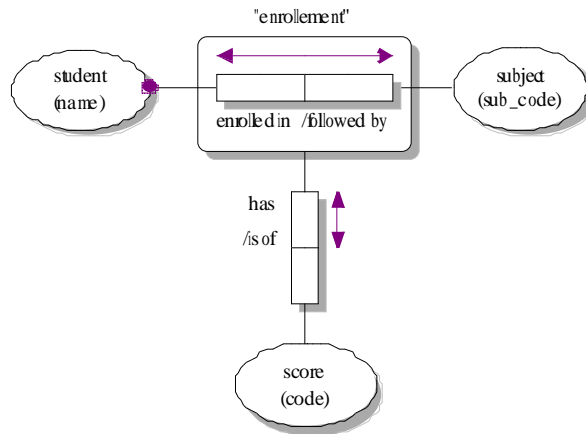 "enrollement"
student
(name)
subject
(sub_code)
enrolled in /followed by
has
/is of
score
(code)